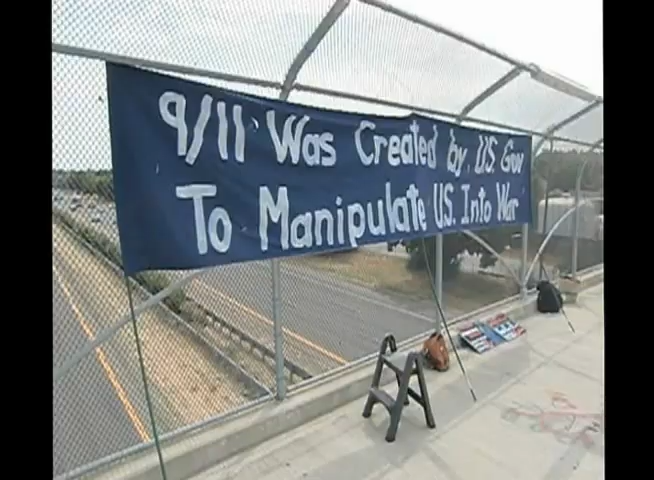 9/11 Was Created by U.S. Gov
To Manipulate U.S. Into War